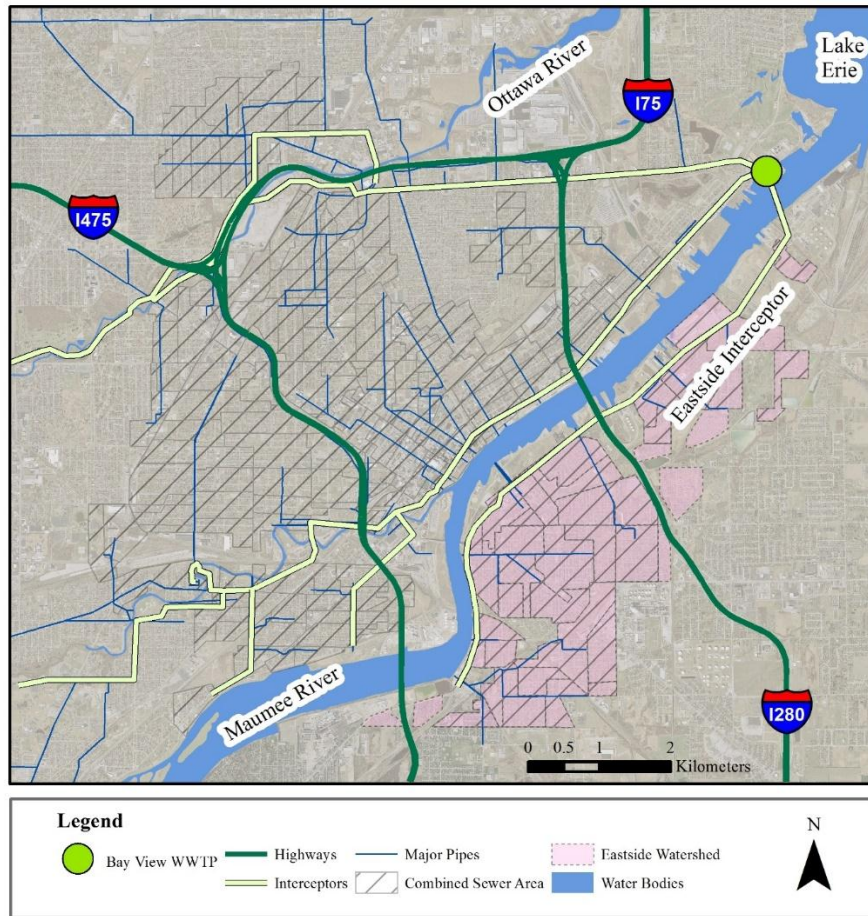 Lake
Erie
Ottawa River
I75
I475
Eastside Interceptor
Maumee River
I280
0 0.5 1 2
Kilometers
Legend
N
Bay View WWTP
Highways
Major Pipes
Eastside Watershed
Interceptors
Combined Sewer Area
Water Bodies